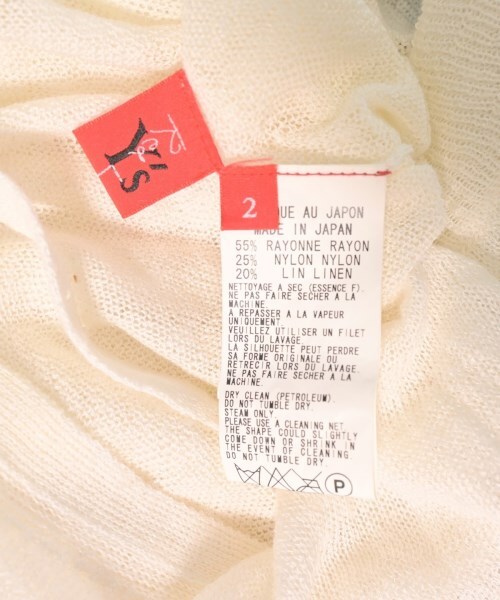 Red
Y's
2
QUE AU JAPON
MADE IN JAPAN
55% RAYONNE RAYON
25% NYLON NYLON
20% LIN LINEN
NETTOYAGE A SEC (ESSENCE F).
NE PAS FAIRE SECHER A LA
MACHINE.
A REPASSER A LA VAPEUR
UNIQUEMENT.
VEUILLEZ UTILISER UN FILET
LORS DU LAVAGE.
LA SILHOUETTE PEUT PERDRE
SA FORME ORIGINALE OU
RETRECIR LORS DU LAVAGE.
NE PAS FAIRE SECHER A LA
MACHINE.
DRY CLEAN (PETROLEUM)
DO NOT TUMBLE DRY
STEAM ONLY.
PLEASE USE A CLEANING NET.
THE SHAPE COULD SLIGHTLY
COME DOWN OR SHRINK IN
THE EVENT OF CLEANING
DO NOT TUMBLE DRY
P